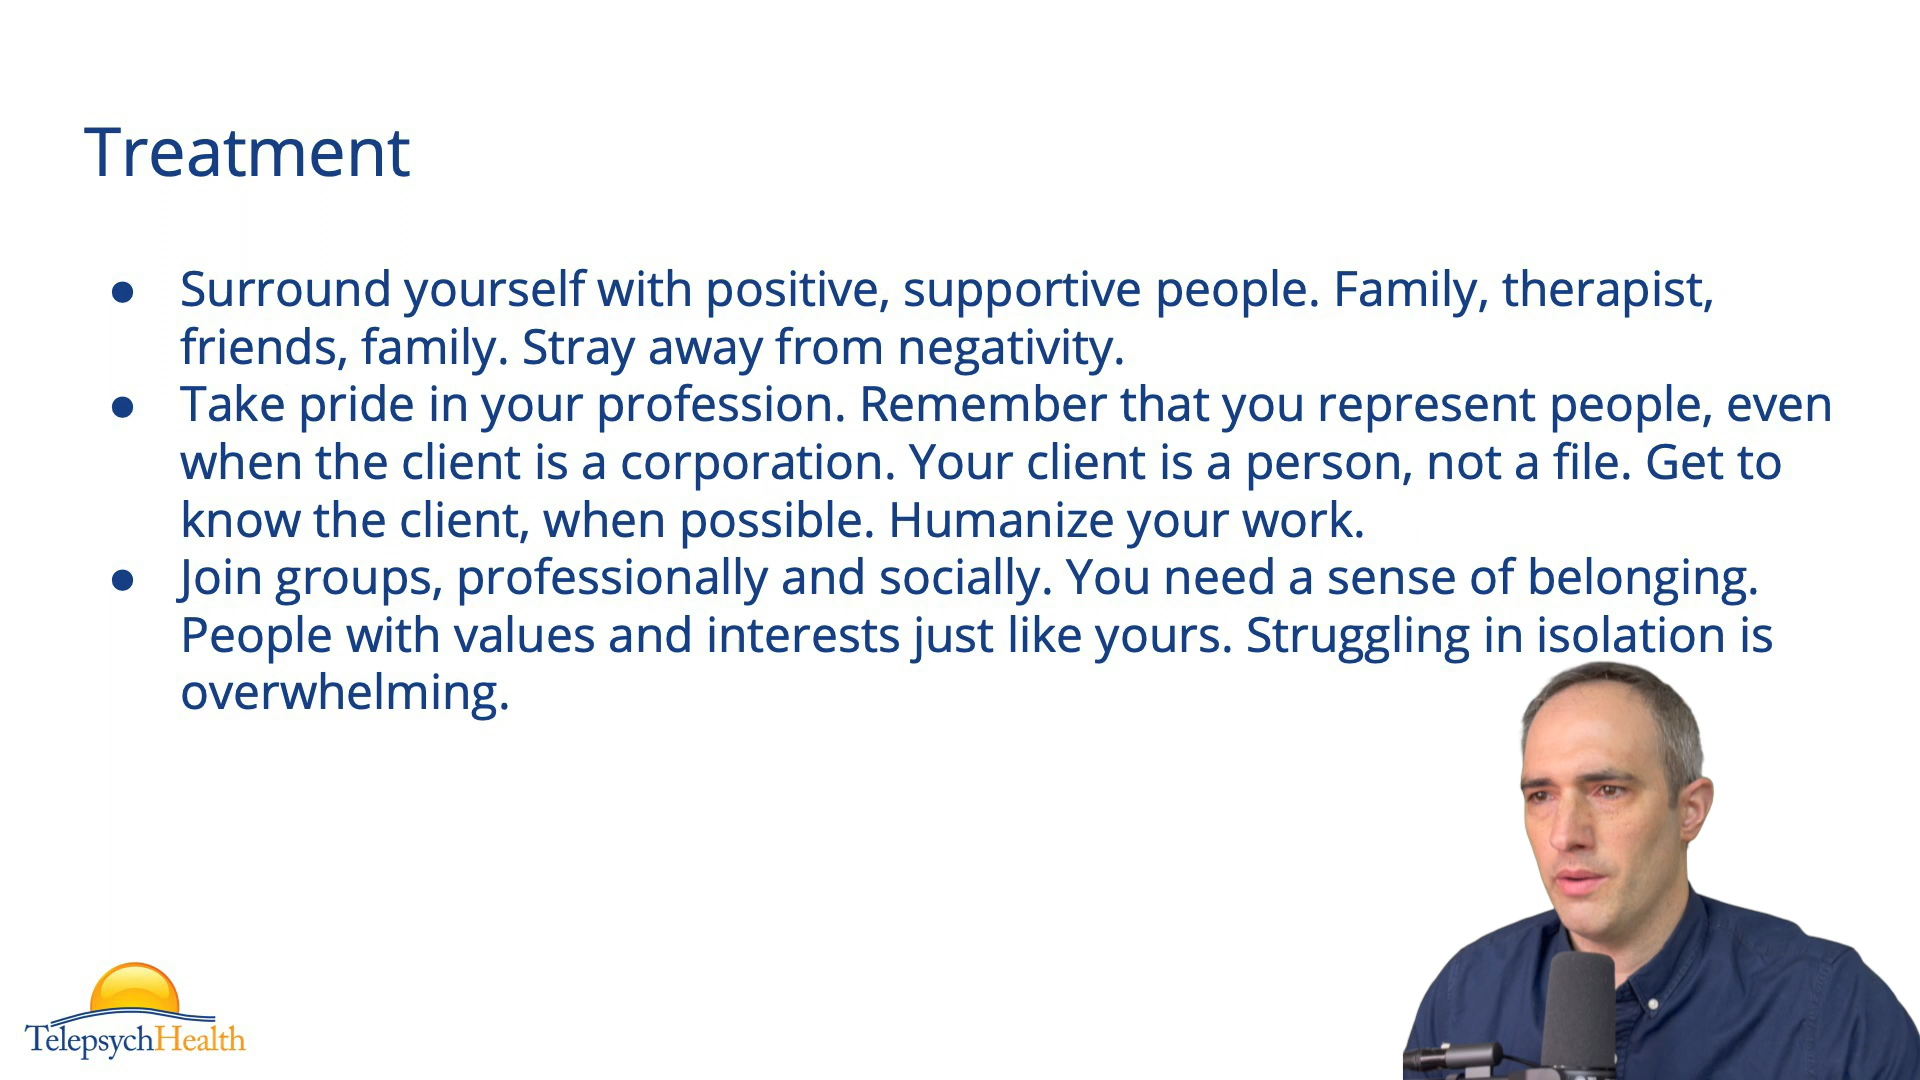 Treatment
● Surround yourself with positive, supportive people. Family, therapist,
friends, family. Stray away from negativity.
● Take pride in your profession. Remember that you represent people, even
when the client is a corporation. Your client is a person, not a file. Get to
know the client, when possible. Humanize your work.
● Join groups, professionally and socially. You need a sense of belonging.
People with values and interests just like yours. Struggling in isolation is
overwhelming.
TelepsychHealth